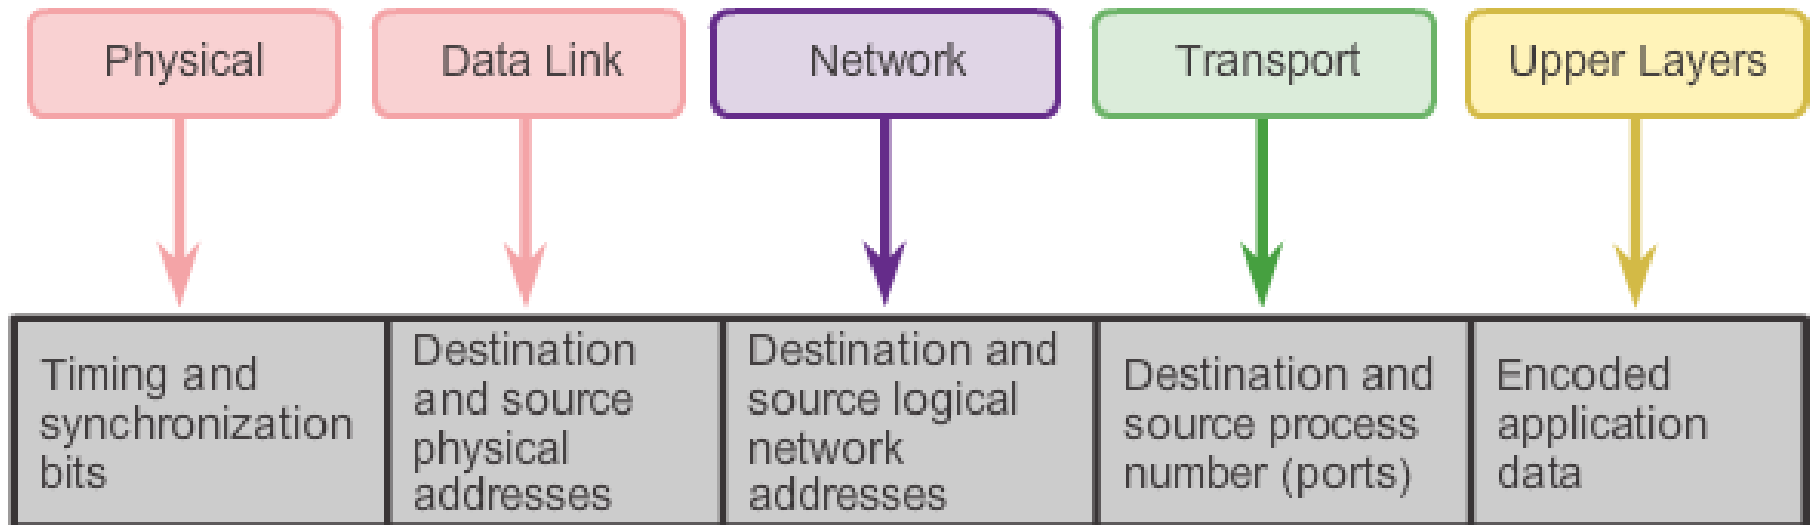 Physical
Data Link
Network
Transport
Upper Layers
Timing and
synchronization
bits
Destination
and source
physical
addresses
Destination and
source logical
network
addresses
Destination and
source process
number (ports)
Encoded
application
data